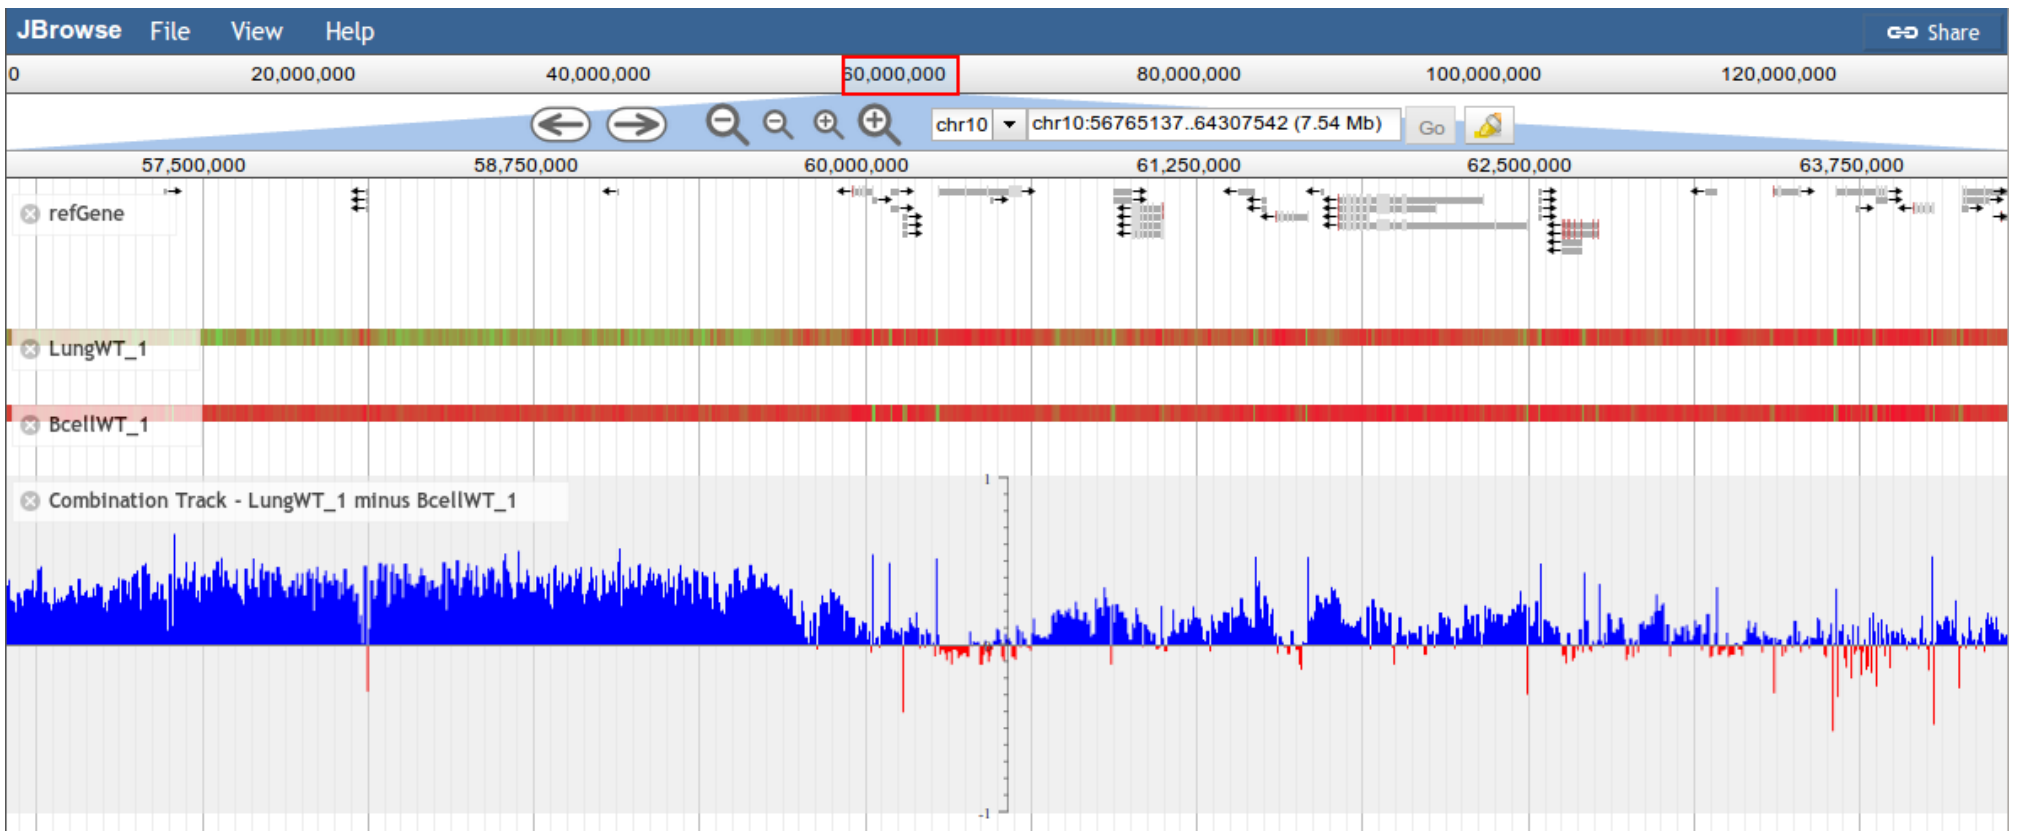 JBrowse File View Help Share
0 20,000,000 40,000,000 60,000,000 80,000,000 100,000,000 120,000,000
chr10 chr10:56765137..64307542 (7.54 Mb) Go
57,500,000 58,750,000 60,000,000 61,250,000 62,500,000 63,750,000
refGene
LungWT_1
BcellWT_1
1
Combination Track - LungWT_1 minus BcellWT_1
-1